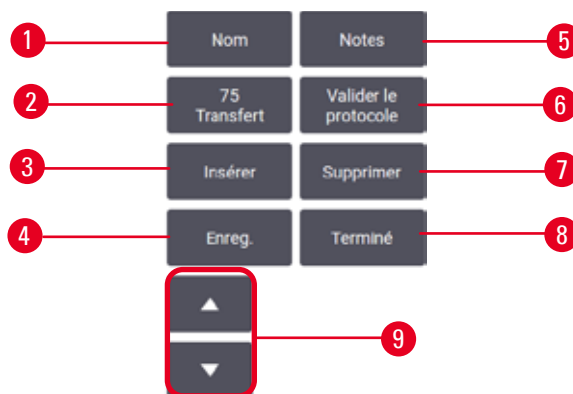 1
Nom
Notes
5
2
75
Transfert
Valider le
protocole
6
3
Insérer
Supprimer
7
4
Enreg.
Terminé
8
9